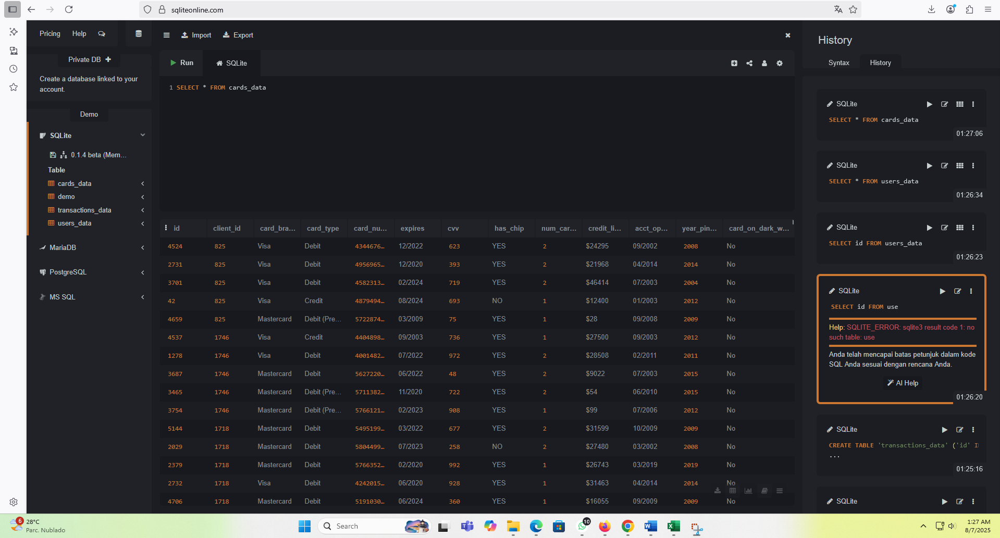 sqliteonline.com
Pricing Help
Import Export
History
Private DB
Create a database linked to your
account.
Demo
SQLite
0.1.4 beta (Mem...
Table
cards_data
demo
transactions_data
users_data
MariaDB
PostgreSQL
MS SQL
Run SQLite
1 SELECT * FROM cards_data
id client_id card_bra... card_type card_nu... expires cvv has_chip num_car... credit_li... acct_op... year_pin... card_on_dark_w...
4524 825 Visa Debit 4344676... 12/2022 623 YES 2 $24295 09/2002 2008 No
2731 825 Visa Debit 4956965... 12/2020 393 YES 2 $21968 04/2014 2014 No
3701 825 Visa Debit 4582313... 02/2024 719 YES 2 $46414 07/2003 2004 No
42 825 Visa Credit 4879494... 08/2024 693 NO 1 $12400 01/2003 2012 No
4659 825 Mastercard Debit (Pre... 5722874... 03/2009 75 YES 1 $28 09/2008 2009 No
4537 1746 Visa Credit 4404898... 09/2003 736 YES 1 $27500 09/2003 2012 No
1278 1746 Visa Debit 4001482... 07/2022 972 YES 2 $28508 02/2011 2011 No
3687 1746 Mastercard Debit 5627220... 06/2022 48 YES 2 $9022 07/2003 2015 No
3465 1746 Mastercard Debit (Pre... 5711382... 11/2020 722 YES 2 $54 06/2010 2015 No
3754 1746 Mastercard Debit (Pre... 5766121... 02/2023 908 YES 1 $99 07/2006 2012 No
5144 1718 Mastercard Debit 5495199... 03/2022 677 YES 2 $31599 10/2009 2009 No
2029 1718 Mastercard Debit 5804499... 07/2023 258 NO 2 $27480 03/2002 2008 No
2379 1718 Mastercard Debit 5766352... 02/2020 992 YES 1 $26743 03/2019 2019 No
2732 1718 Visa Debit 4242015... 06/2020 928 YES 1 $31463 04/2014 2014 No
4706 1718 Mastercard Debit 5191030... 06/2024 360 YES 1 $16055 09/2009 2009 No
Syntax History
SQLite
SELECT * FROM cards_data
01:27:06
SQLite
SELECT * FROM users_data
01:26:34
SQLite
SELECT id FROM users_data
01:26:23
SQLite
SELECT id FROM use
Help: SQLITE_ERROR: sqlite3 result code 1: no
such table: use
Anda telah mencapai batas petunjuk dalam kode
SQL Anda sesuai dengan rencana Anda.
AI Help
01:26:20
SQLite
CREATE TABLE 'transactions_data' ('id' I
...
01:25:16
SQLite
6
28°C
Parc. Nublado
Search
10
1:27 AM
8/7/2025